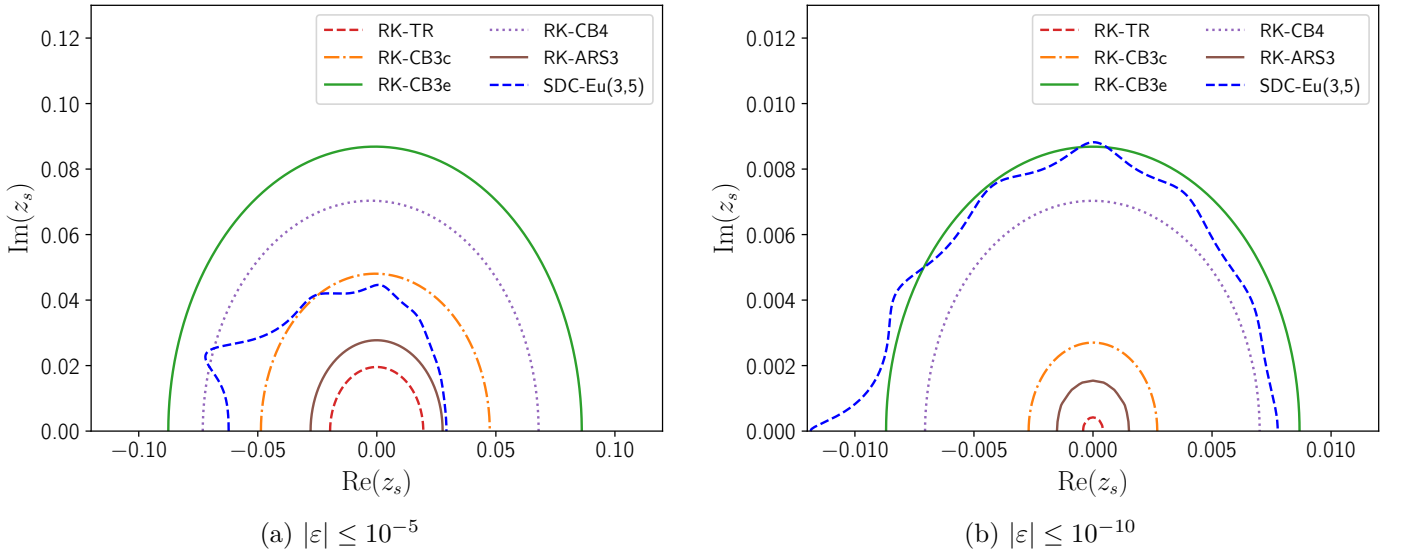 0.12
0.10
0.08
0.06
0.04
0.02
0.00
Im(z_s)
RK-TR
RK-CB3c
RK-CB3e
RK-CB4
RK-ARS3
SDC-Eu(3,5)
−0.10 −0.05 0.00 0.05 0.10
Re(z_s)
(a) |ε| ≤ 10⁻⁵
0.012
0.010
0.008
0.006
0.004
0.002
0.000
Im(z_s)
RK-TR
RK-CB3c
RK-CB3e
RK-CB4
RK-ARS3
SDC-Eu(3,5)
−0.010 −0.005 0.000 0.005 0.010
Re(z_s)
(b) |ε| ≤ 10⁻¹⁰